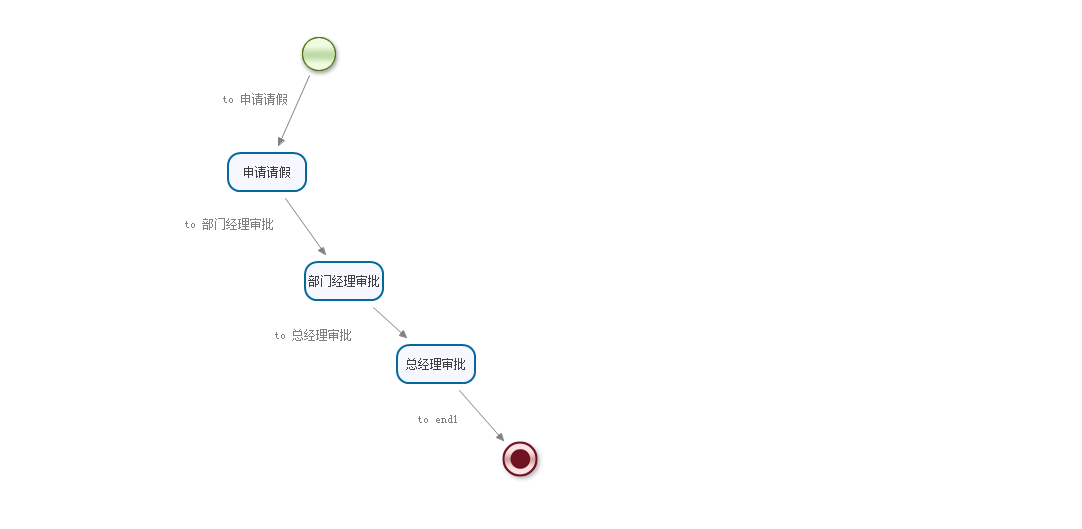 to 申请请假
申请请假
to 部门经理审批
部门经理审批
to 总经理审批
总经理审批
to end1